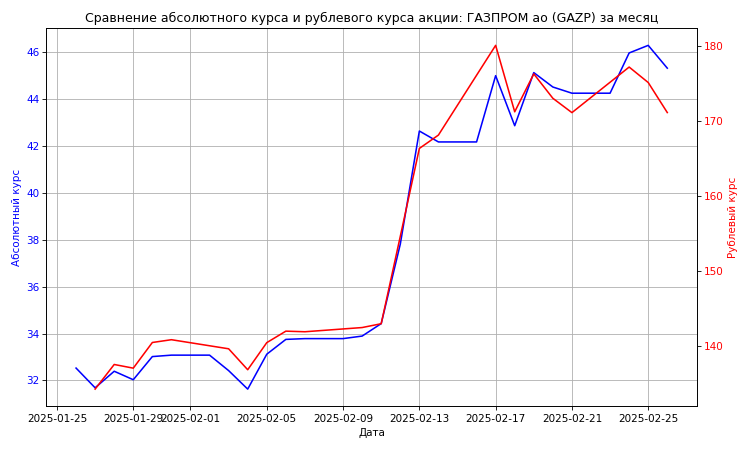 Сравнение абсолютного курса и рублевого курса акции: ГАЗПРОМ ао (GAZP) за месяц
46
44
42
40
38
36
34
32
Абсолютный курс
180
170
160
150
140
Рублевый курс
2025-01-25 2025-01-29 2025-02-01 2025-02-05 2025-02-09 2025-02-13 2025-02-17 2025-02-21 2025-02-25
Дата